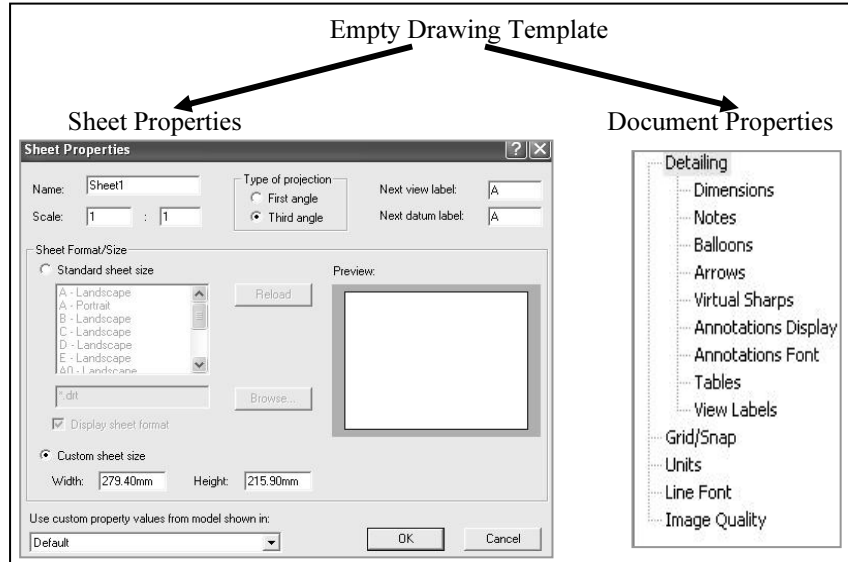 Empty Drawing Template
Sheet Properties
Document Properties
Sheet Properties
Name: Sheet1
Scale: 1 : 1
Type of projection
First angle
Third angle
Next view label: A
Next datum label: A
Sheet Format/Size
Standard sheet size
A - Landscape
A - Portrait
B - Landscape
C - Landscape
D - Landscape
E - Landscape
A0 - Landscape
Reload
*.drt
Browse...
Display sheet format
Custom sheet size
Width: 279.40mm Height: 215.90mm
Preview:
Use custom property values from model shown in:
Default
OK
Cancel
Detailing
Dimensions
Notes
Balloons
Arrows
Virtual Sharps
Annotations Display
Annotations Font
Tables
View Labels
Grid/Snap
Units
Line Font
Image Quality